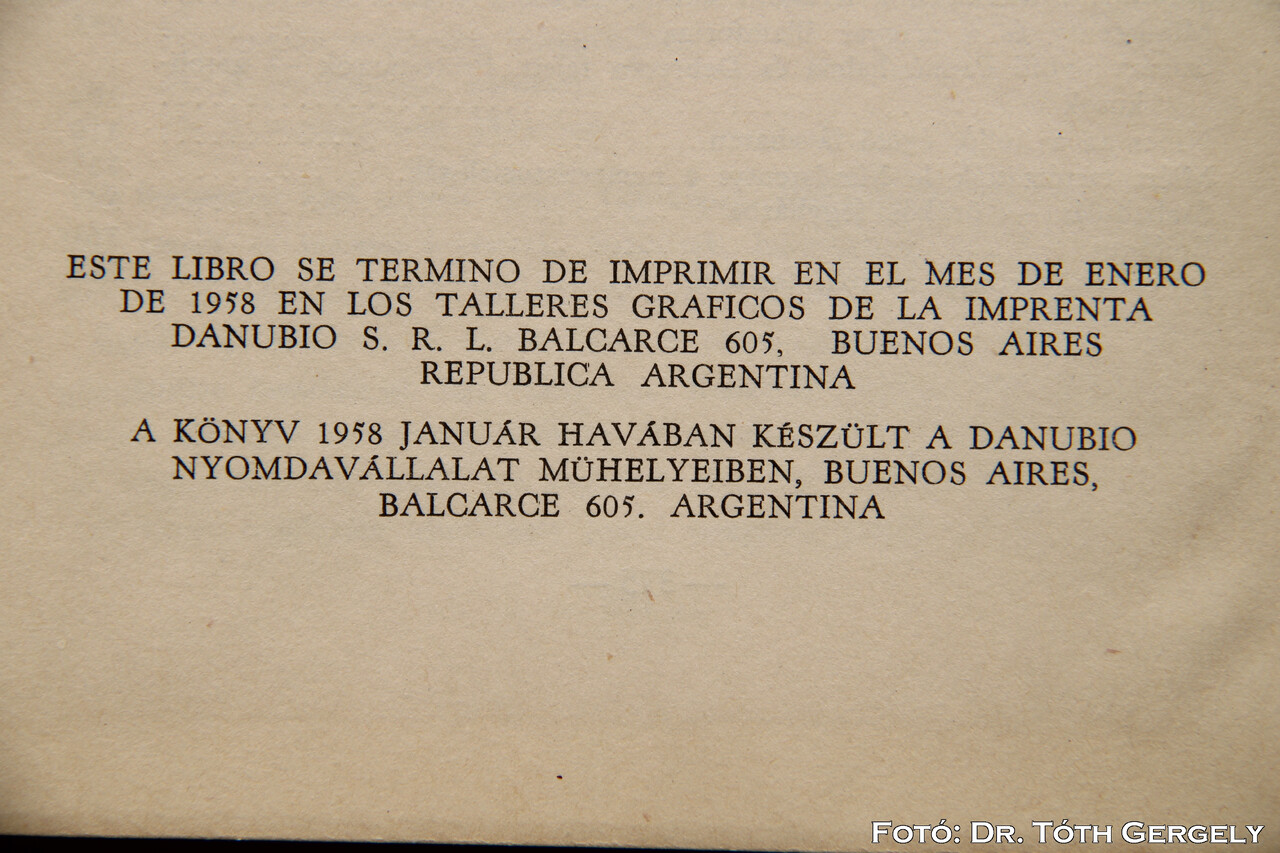 ESTE LIBRO SE TERMINO DE IMPRIMIR EN EL MES DE ENERO
DE 1958 EN LOS TALLERES GRAFICOS DE LA IMPRENTA
DANUBIO S. R. L. BALCARCE 605, BUENOS AIRES
REPUBLICA ARGENTINA
A KÖNYV 1958 JANUÁR HAVÁBAN KÉSZÜLT A DANUBIO
NYOMDAVÁLLALAT MÜHELYEIBEN, BUENOS AIRES,
BALCARCE 605. ARGENTINA
FOTÓ: DR. TÓTH GERGELY